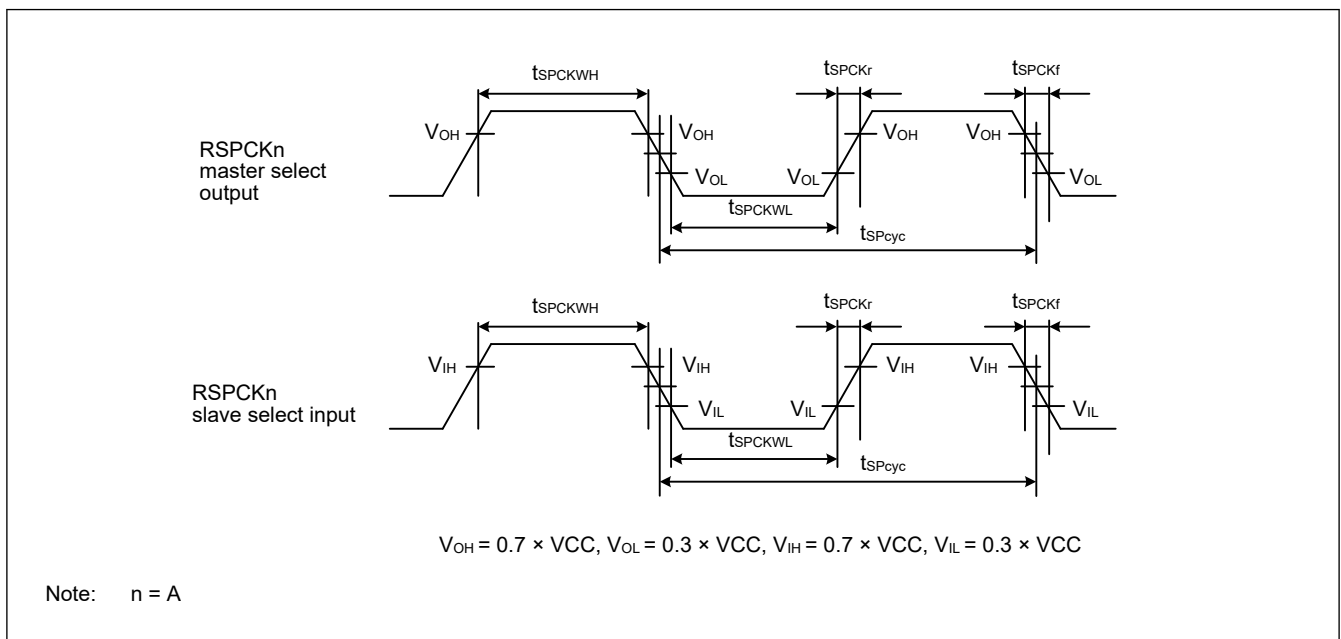 tSPCKWH
tSPCKr
tSPCKf
VOH
VOH
VOH
VOH
RSPCKn
master select
output
VOL
VOL
VOL
tSPCKWL
tSPcyc
tSPCKWH
tSPCKr
tSPCKf
VIH
VIH
VIH
VIH
RSPCKn
slave select input
VIL
VIL
VIL
tSPCKWL
tSPcyc
VOH = 0.7 × VCC, VOL = 0.3 × VCC, VIH = 0.7 × VCC, VIL = 0.3 × VCC
Note: n = A